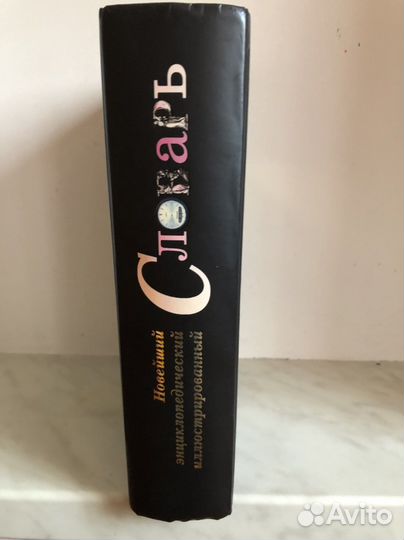 Новейший
энциклопедический
иллюстрированный
Словарь
Avito